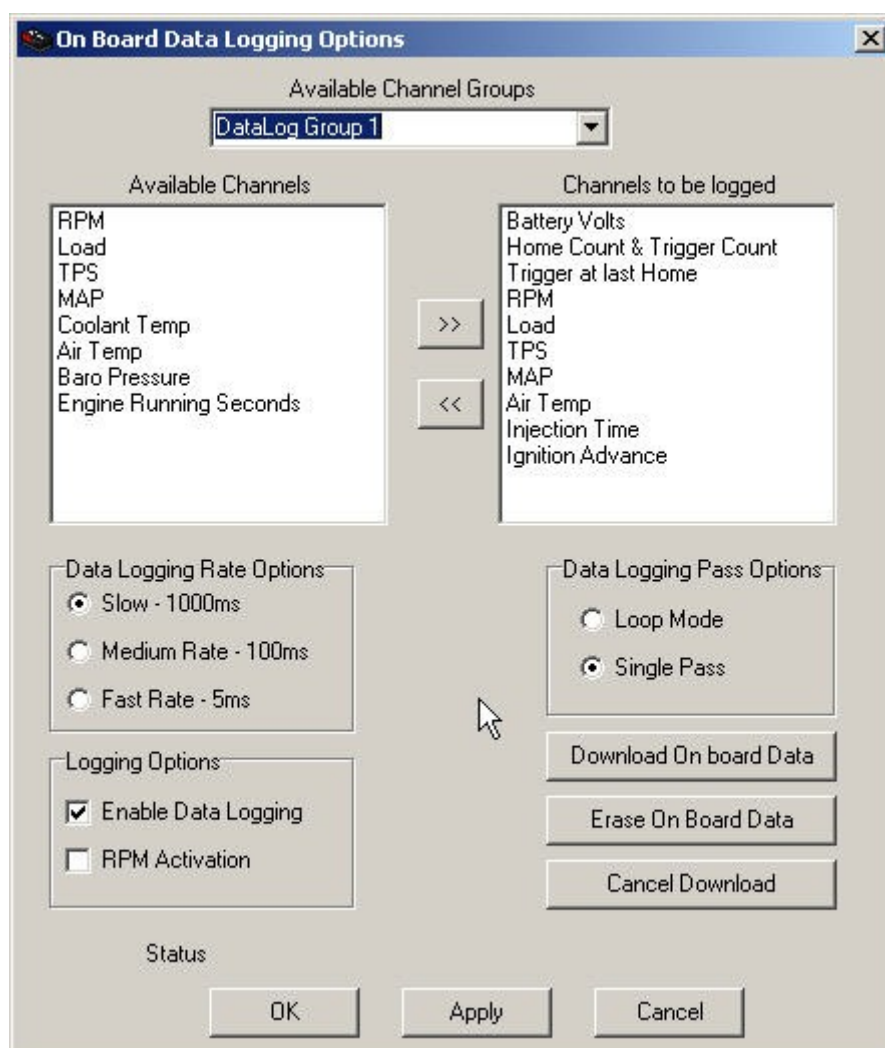 On Board Data Logging Options
Available Channel Groups
DataLog Group 1
Available Channels
RPM
Load
TPS
MAP
Coolant Temp
Air Temp
Baro Pressure
Engine Running Seconds
>>
<<
Channels to be logged
Battery Volts
Home Count & Trigger Count
Trigger at last Home
RPM
Load
TPS
MAP
Air Temp
Injection Time
Ignition Advance
Data Logging Rate Options
Slow - 1000ms
Medium Rate - 100ms
Fast Rate - 5ms
Data Logging Pass Options
Loop Mode
Single Pass
Logging Options
Enable Data Logging
RPM Activation
Download On board Data
Erase On Board Data
Cancel Download
Status
OK
Apply
Cancel